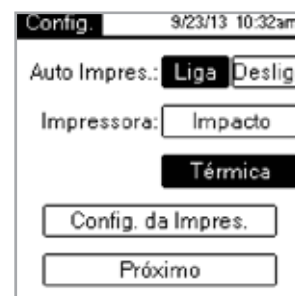 Config. 9/23/13 10:32am
Auto Impres.: Liga Deslig
Impressora: Impacto
Térmica
Config. da Impres.
Próximo